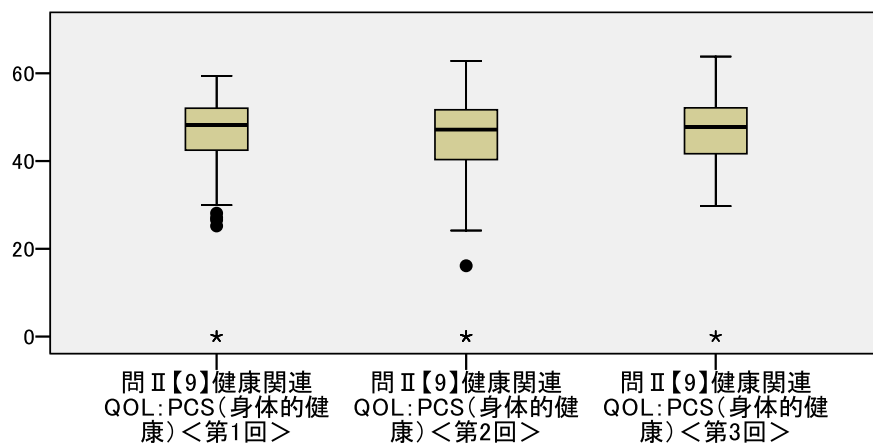 60
40
20
0
問Ⅱ【9】健康関連
QOL:PCS(身体的健
康)<第1回>
問Ⅱ【9】健康関連
QOL:PCS(身体的健
康)<第2回>
問Ⅱ【9】健康関連
QOL:PCS(身体的健
康)<第3回>